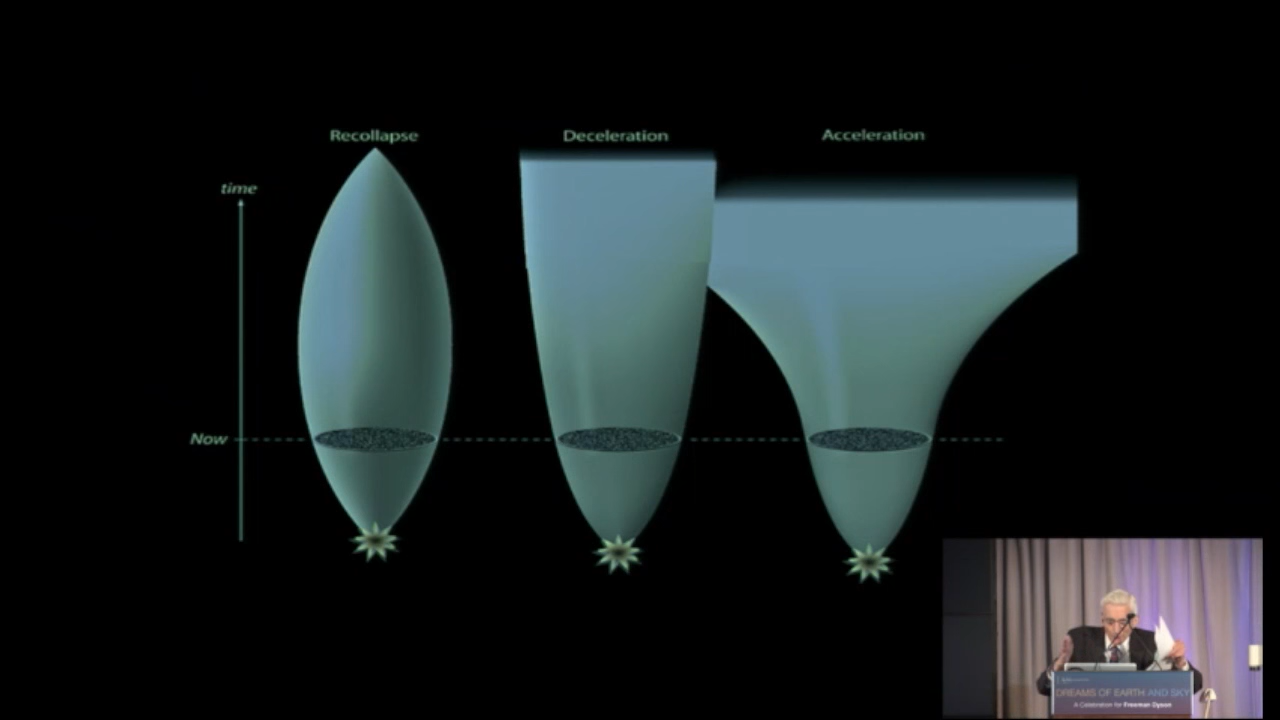 Recollapse
Deceleration
Acceleration
time
Now
DREAMS OF EARTH AND SKY
A Celebration for Freeman Dyson